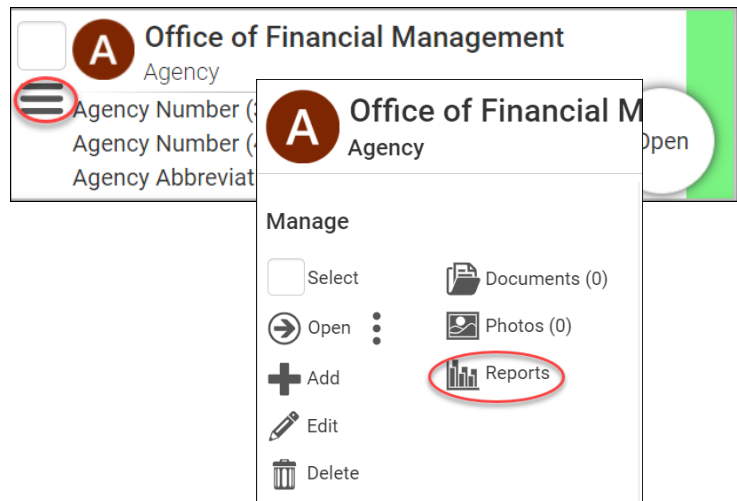 A
Office of Financial Management
Agency
Agency Number (
Agency Number (
Agency Abbreviat
Open
A
Office of Financial M
Agency
Manage
Select
Documents (0)
Open
Photos (0)
Add
Reports
Edit
Delete